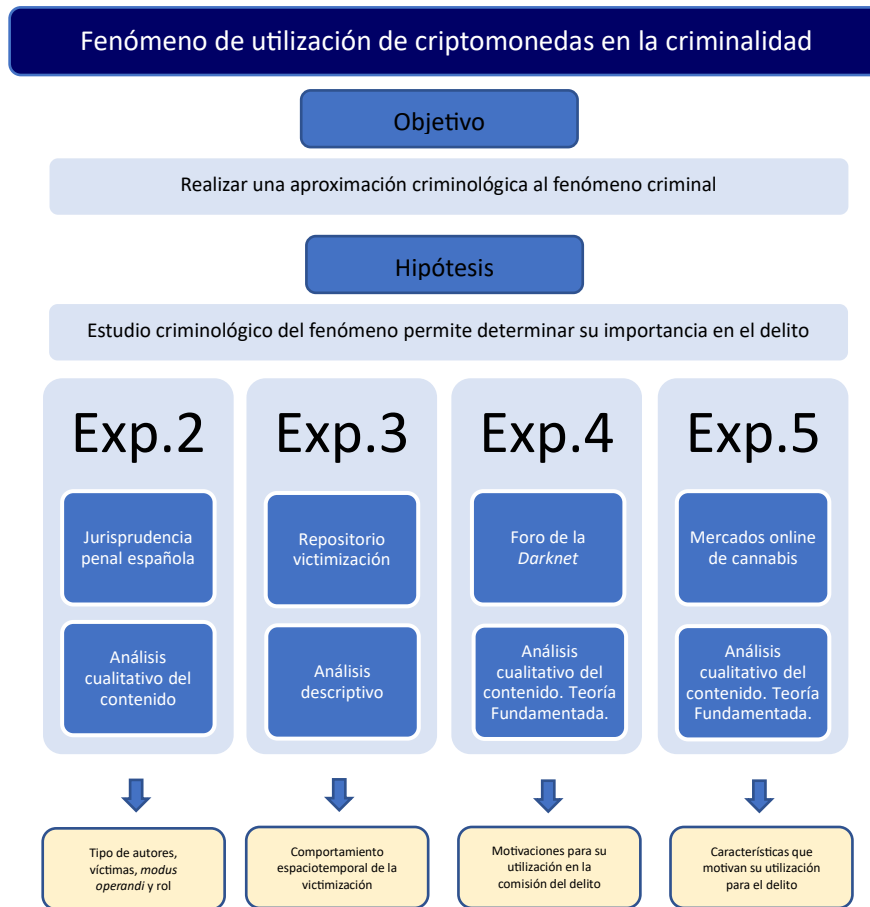 Fenómeno de utilización de criptomonedas en la criminalidad
Objetivo
Realizar una aproximación criminológica al fenómeno criminal
Hipótesis
Estudio criminológico del fenómeno permite determinar su importancia en el delito
Exp.2
Jurisprudencia
penal española
Análisis
cualitativo del
contenido
Tipo de autores,
víctimas, modus
operandi y rol
Exp.3
Repositorio
victimización
Análisis
descriptivo
Comportamiento
espaciotemporal de la
victimización
Exp.4
Foro de la
Darknet
Análisis
cualitativo del
contenido. Teoría
Fundamentada.
Motivaciones para su
utilización en la
comisión del delito
Exp.5
Mercados online
de cannabis
Análisis
cualitativo del
contenido. Teoría
Fundamentada.
Características que
motivan su utilización
para el delito